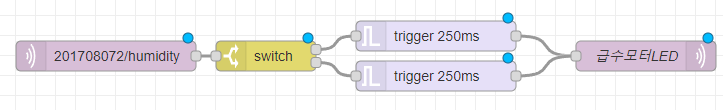 201708072/humidity
switch
trigger 250ms
trigger 250ms
급수모터LED